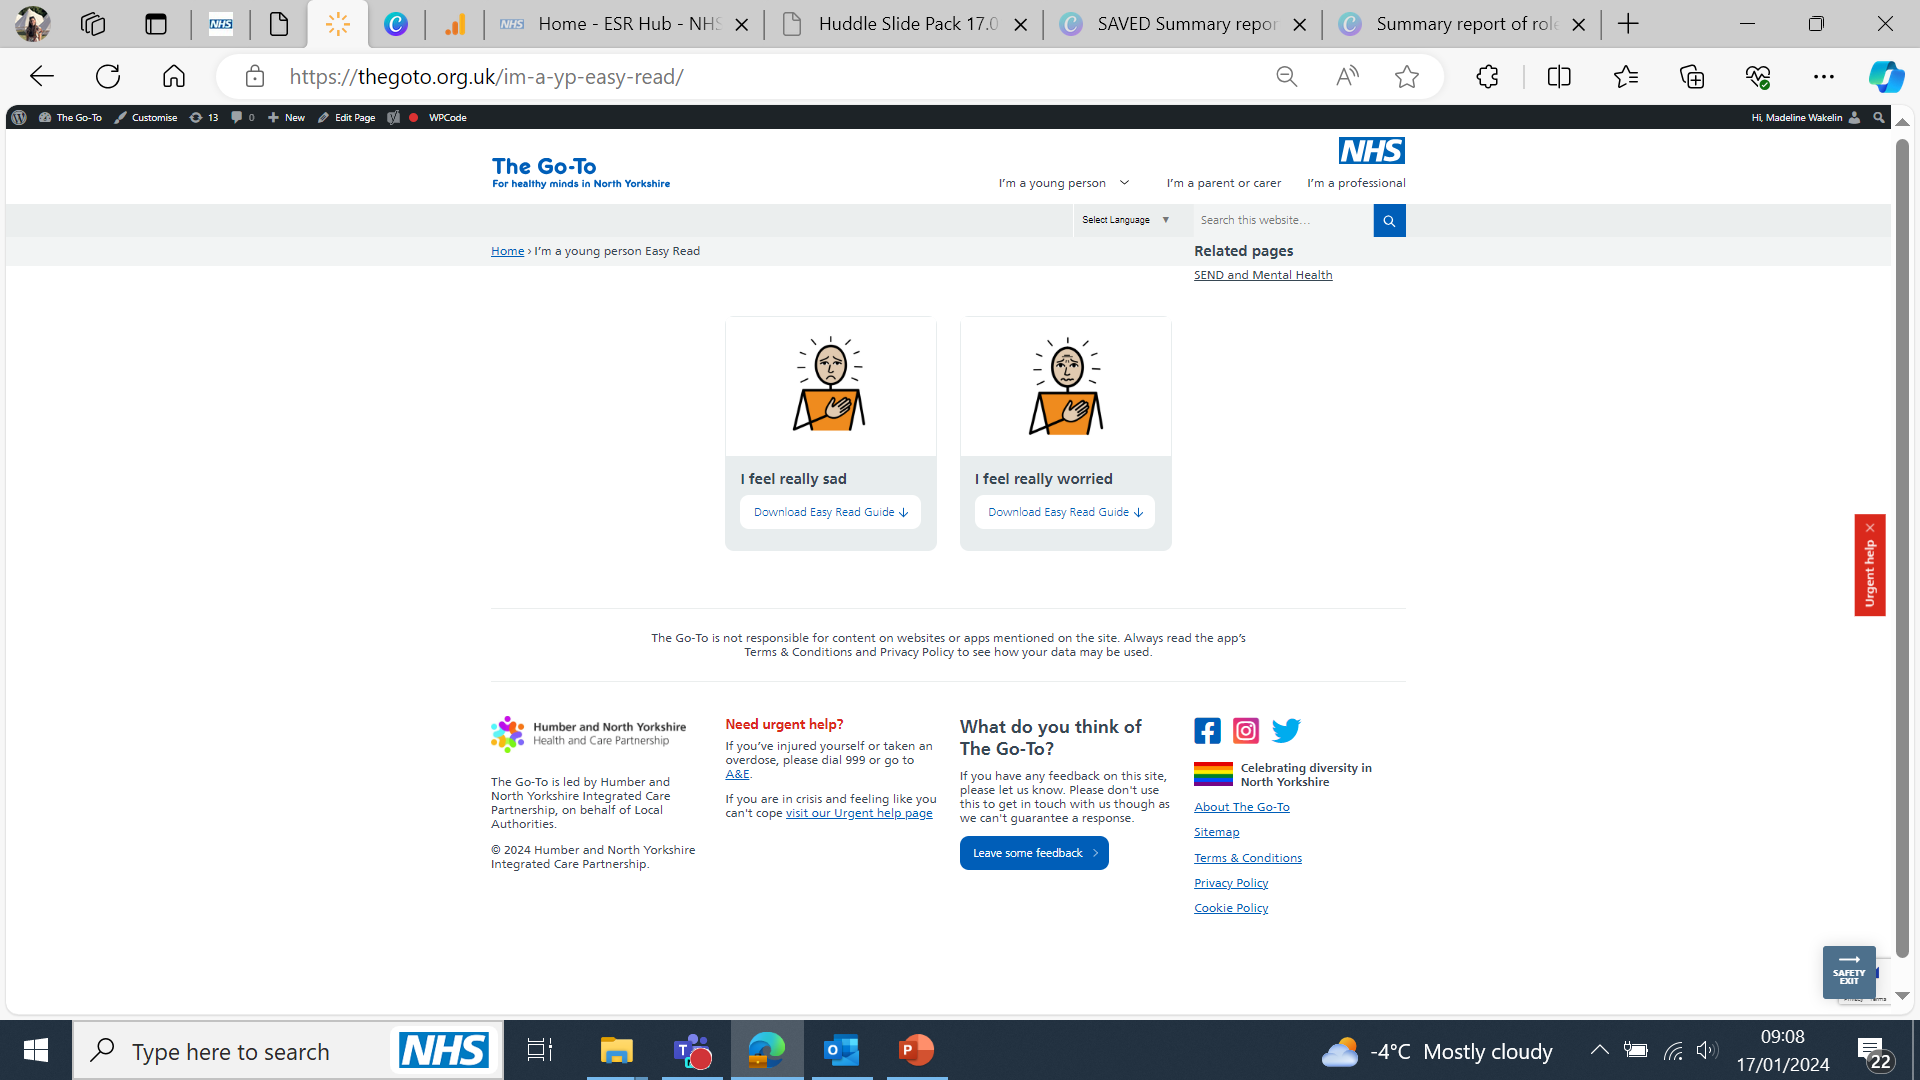 NHS
NHS Home - ESR Hub - NHS
Huddle Slide Pack 17.0
SAVED Summary repor
Summary report of role
https://thegoto.org.uk/im-a-yp-easy-read/
The Go-To Customise 13 0 New Edit Page WPCode
Hi, Madeline Wakelin
The Go-To
For healthy minds in North Yorkshire
NHS
I'm a young person I'm a parent or carer I'm a professional
Select Language ▼ Search this website…
Home › I'm a young person Easy Read
Related pages
SEND and Mental Health
I feel really sad
Download Easy Read Guide ↓
I feel really worried
Download Easy Read Guide ↓
Urgent help ×
The Go-To is not responsible for content on websites or apps mentioned on the site. Always read the app's
Terms & Conditions and Privacy Policy to see how your data may be used.
Humber and North Yorkshire
Health and Care Partnership
The Go-To is led by Humber and
North Yorkshire Integrated Care
Partnership, on behalf of Local
Authorities.
© 2024 Humber and North Yorkshire
Integrated Care Partnership.
Need urgent help?
If you've injured yourself or taken an
overdose, please dial 999 or go to
A&E.
If you are in crisis and feeling like you
can't cope visit our Urgent help page
What do you think of
The Go-To?
If you have any feedback on this site,
please let us know. Please don't use
this to get in touch with us though as
we can't guarantee a response.
Leave some feedback
Celebrating diversity in
North Yorkshire
About The Go-To
Sitemap
Terms & Conditions
Privacy Policy
Cookie Policy
SAFETY
EXIT
Type here to search
NHS
-4°C Mostly cloudy
09:08
17/01/2024
22